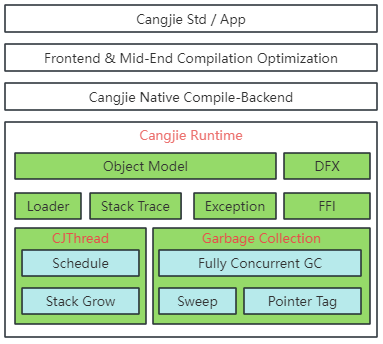 Cangjie Std / App
Frontend & Mid-End Compilation Optimization
Cangjie Native Compile-Backend
Cangjie Runtime
Object Model
DFX
Loader
Stack Trace
Exception
FFI
CJThread
Schedule
Stack Grow
Garbage Collection
Fully Concurrent GC
Sweep
Pointer Tag